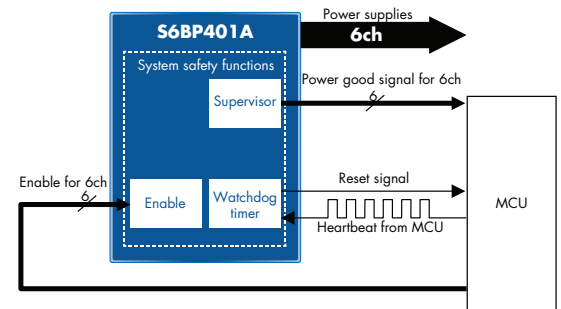 Power supplies
S6BP401A
6ch
System safety functions
Power good signal for 6ch
Supervisor
6
Enable for 6ch
6
Reset signal
Enable
Watchdog
timer
MCU
Heartbeat from MCU